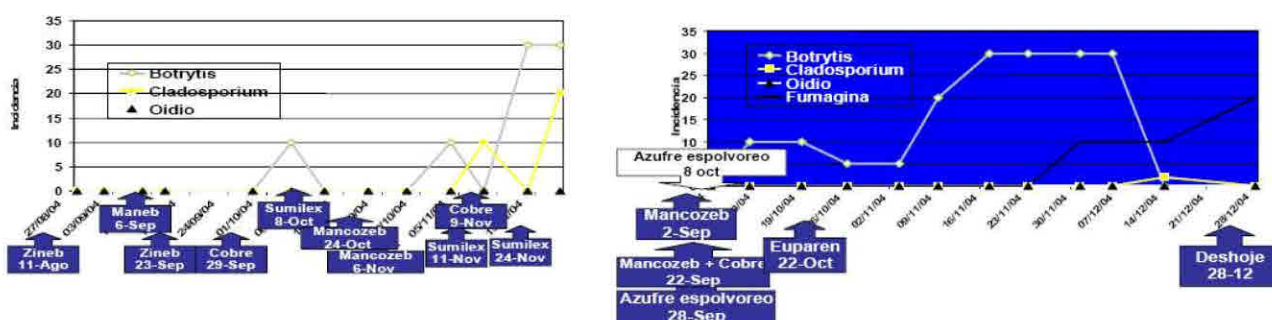 35
30
25
20
15
10
5
0
Incidencia
Botrytis
Cladosporium
Oidio
27/08/04
24/09/04
01/10/04
05/11/04
Zineb
11-Ago
Maneb
6-Sep
Zineb
23-Sep
Cobre
29-Sep
Sumilex
8-Oct
Mancozeb
24-Oct
Mancozeb
6-Nov
Cobre
9-Nov
Sumilex
11-Nov
Sumilex
24-Nov
35
30
25
20
15
10
Incidencia
Botrytis
Cladosporium
Oidio
Fumagina
19/10/04
02/11/04
09/11/04
16/11/04
23/11/04
30/11/04
07/12/04
14/12/04
21/12/04
28/12/04
Azufre espolvoreo
8 oct
Mancozeb
2-Sep
Mancozeb + Cobre
22-Sep
Azufre espolvoreo
28-Sep
Euparen
22-Oct
Deshoje
28-12